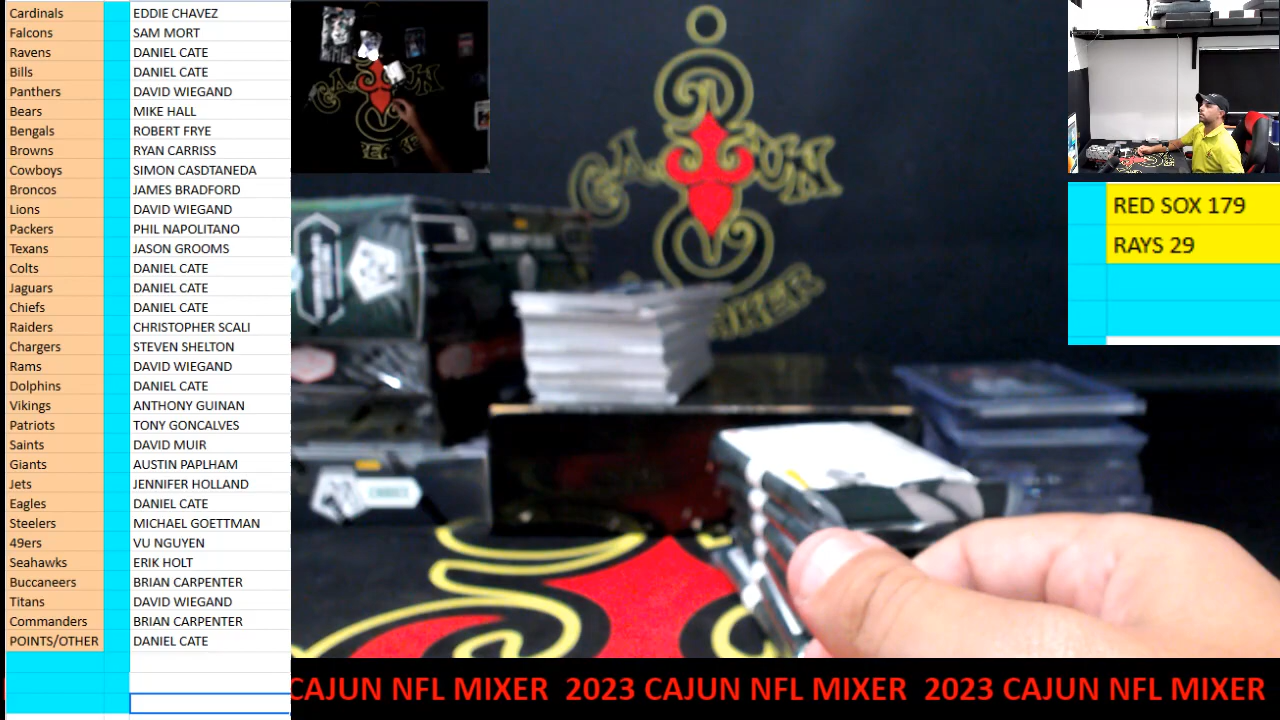 Cardinals EDDIE CHAVEZ
Falcons SAM MORT
Ravens DANIEL CATE
Bills DANIEL CATE
Panthers DAVID WIEGAND
Bears MIKE HALL
Bengals ROBERT FRYE
Browns RYAN CARRISS
Cowboys SIMON CASDTANEDA
Broncos JAMES BRADFORD
Lions DAVID WIEGAND
Packers PHIL NAPOLITANO
Texans JASON GROOMS
Colts DANIEL CATE
Jaguars DANIEL CATE
Chiefs DANIEL CATE
Raiders CHRISTOPHER SCALI
Chargers STEVEN SHELTON
Rams DAVID WIEGAND
Dolphins DANIEL CATE
Vikings ANTHONY GUINAN
Patriots TONY GONCALVES
Saints DAVID MUIR
Giants AUSTIN PAPLHAM
Jets JENNIFER HOLLAND
Eagles DANIEL CATE
Steelers MICHAEL GOETTMAN
49ers VU NGUYEN
Seahawks ERIK HOLT
Buccaneers BRIAN CARPENTER
Titans DAVID WIEGAND
Commanders BRIAN CARPENTER
POINTS/OTHER DANIEL CATE
CAJUN
RED SOX 179
RAYS 29
CAJUN NFL MIXER 2023 CAJUN NFL MIXER 2023 CAJUN NFL MIXER